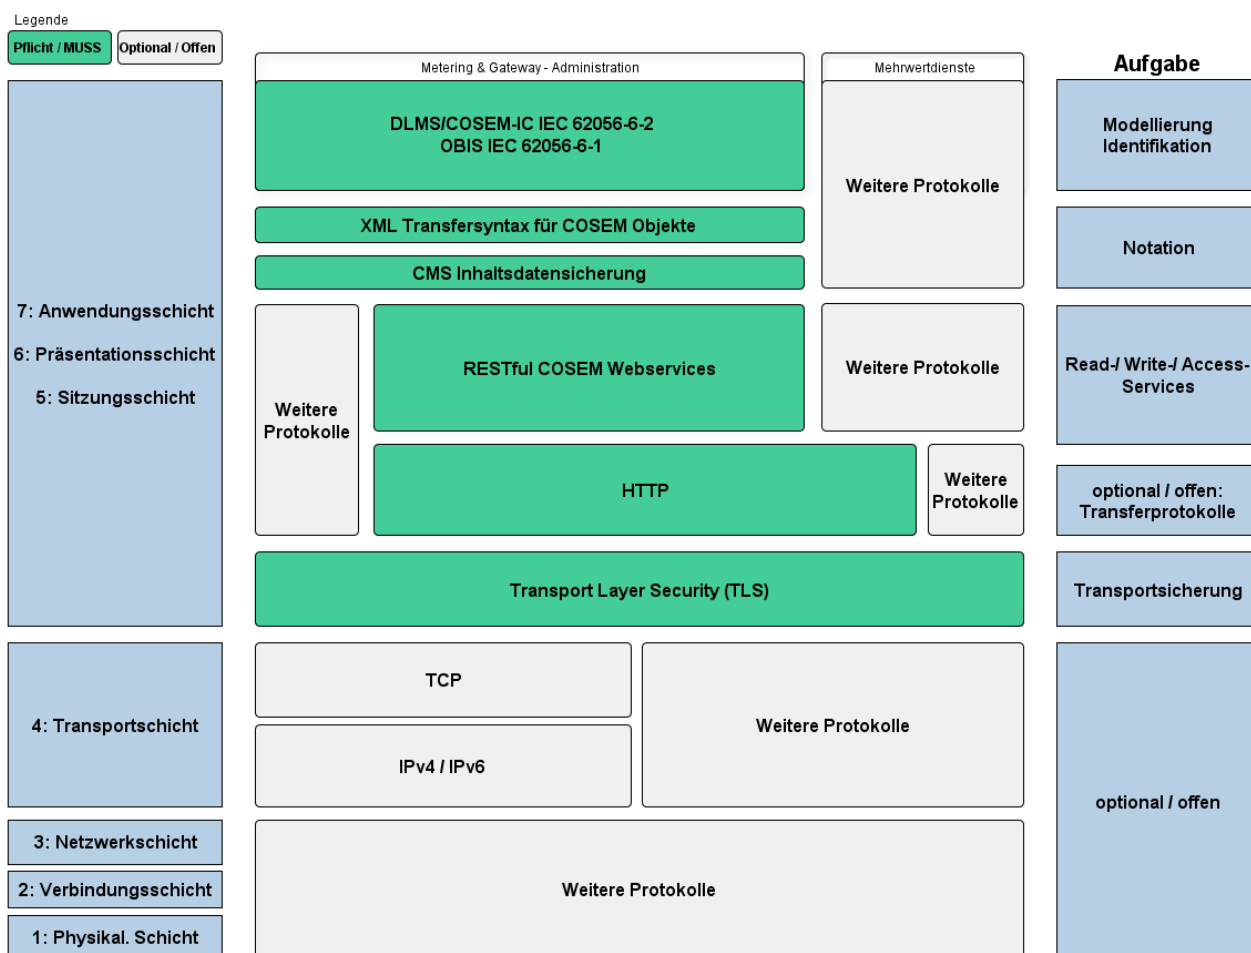 Legende
Pflicht / MUSS
Optional / Offen
Metering & Gateway - Administration
Mehrwertdienste
Aufgabe
DLMS/COSEM-IC IEC 62056-6-2
OBIS IEC 62056-6-1
Weitere Protokolle
Modellierung
Identifikation
XML Transfersyntax für COSEM Objekte
Notation
CMS Inhaltsdatensicherung
7: Anwendungsschicht
6: Präsentationsschicht
5: Sitzungsschicht
Weitere
Protokolle
RESTful COSEM Webservices
Weitere Protokolle
Read-/ Write-/ Access-
Services
HTTP
Weitere
Protokolle
optional / offen:
Transferprotokolle
Transport Layer Security (TLS)
Transportsicherung
4: Transportschicht
TCP
IPv4 / IPv6
Weitere Protokolle
optional / offen
3: Netzwerkschicht
2: Verbindungsschicht
1: Physikal. Schicht
Weitere Protokolle